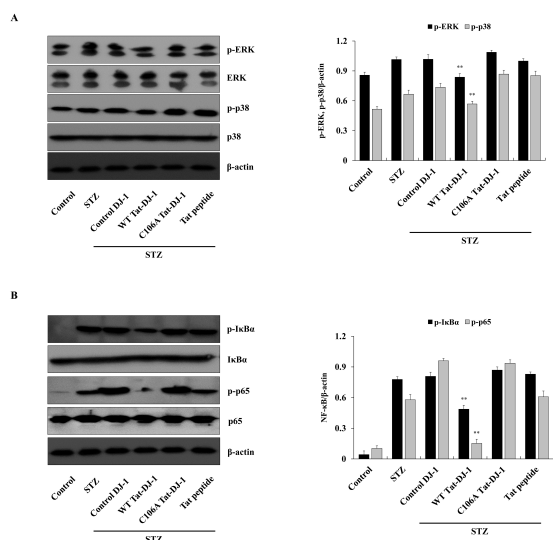 A
p-ERK
ERK
p-p38
p38
β-actin
Control
STZ
Control DJ-1
WT Tat-DJ-1
C106A Tat-DJ-1
Tat peptide
STZ
p-ERK p-p38
p-ERK, p-p38/β-actin
1.2
0.9
0.6
0.3
0
** **
Control
STZ
Control DJ-1
WT Tat-DJ-1
C106A Tat-DJ-1
Tat peptide
STZ
B
p-IκBα
IκBα
p-p65
p65
β-actin
Control
STZ
Control DJ-1
WT Tat-DJ-1
C106A Tat-DJ-1
Tat peptide
STZ
p-IκBα p-p65
NF-κB/β-actin
1.2
0.9
0.6
0.3
0
** **
Control
STZ
Control DJ-1
WT Tat-DJ-1
C106A Tat-DJ-1
Tat peptide
STZ